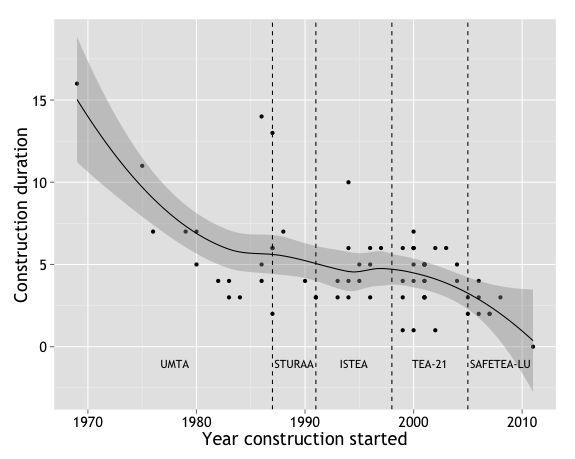 Construction duration
15
10
5
0
UMTA STURAA ISTEA TEA-21 SAFETEA-LU
1970 1980 1990 2000 2010
Year construction started